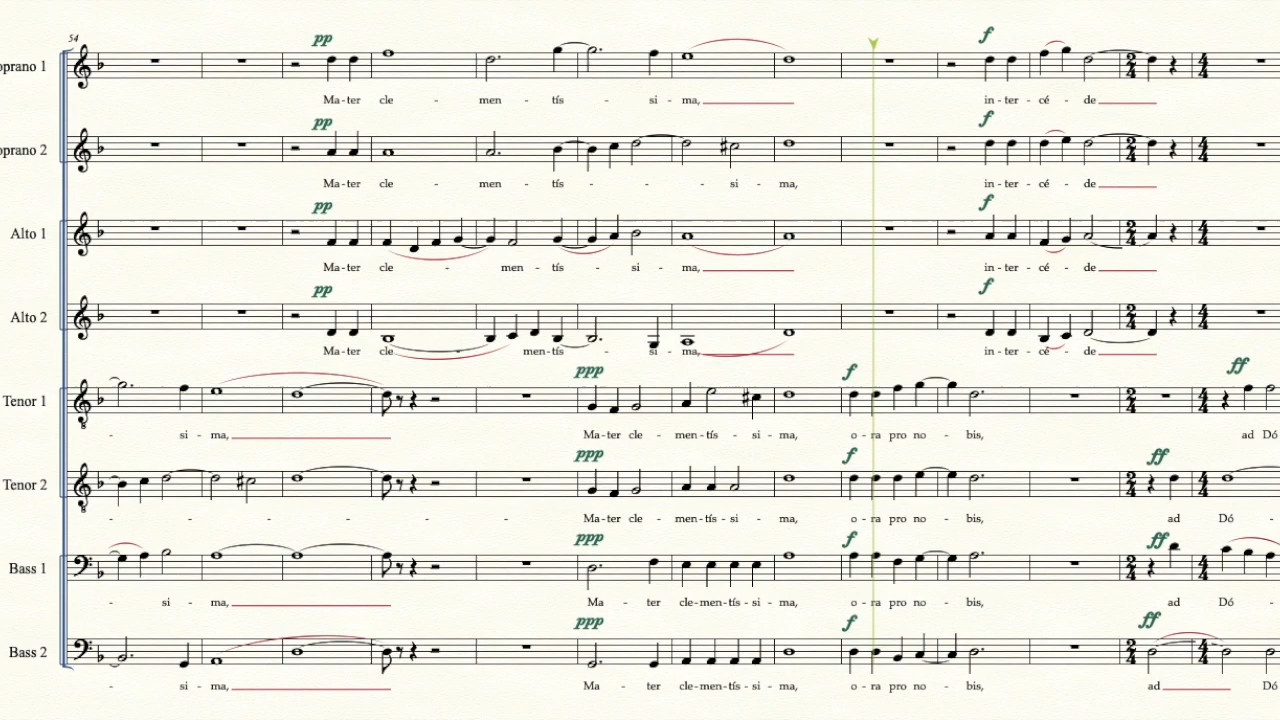 54
pp f
oprano 1
Ma - ter cle - men - tís - si - ma, in - ter - cé - de
pp f
oprano 2
Ma - ter cle - men - tís - - - si - ma, in - ter - cé - de
pp f
Alto 1
Ma - ter cle - men - tís - si - ma, in - ter - cé - de
pp f
Alto 2
Ma - ter cle - men - tís - si - ma, in - ter - cé - de
ppp f ff
Tenor 1
- si - ma, Ma - ter cle - men - tís - si - ma, o - ra pro no - bis, ad Dó
ppp f ff
Tenor 2
- - - - - - Ma - ter cle - men - tís - si - ma, o - ra pro no - bis, ad Dó -
ppp f ff
Bass 1
- si - ma, Ma - ter cle - men - tís - si - ma, o - ra pro no - bis, ad Dó -
ppp f ff
Bass 2
- si - ma, Ma - ter cle - men - tís - si - ma, o - ra pro no - bis, ad Dó